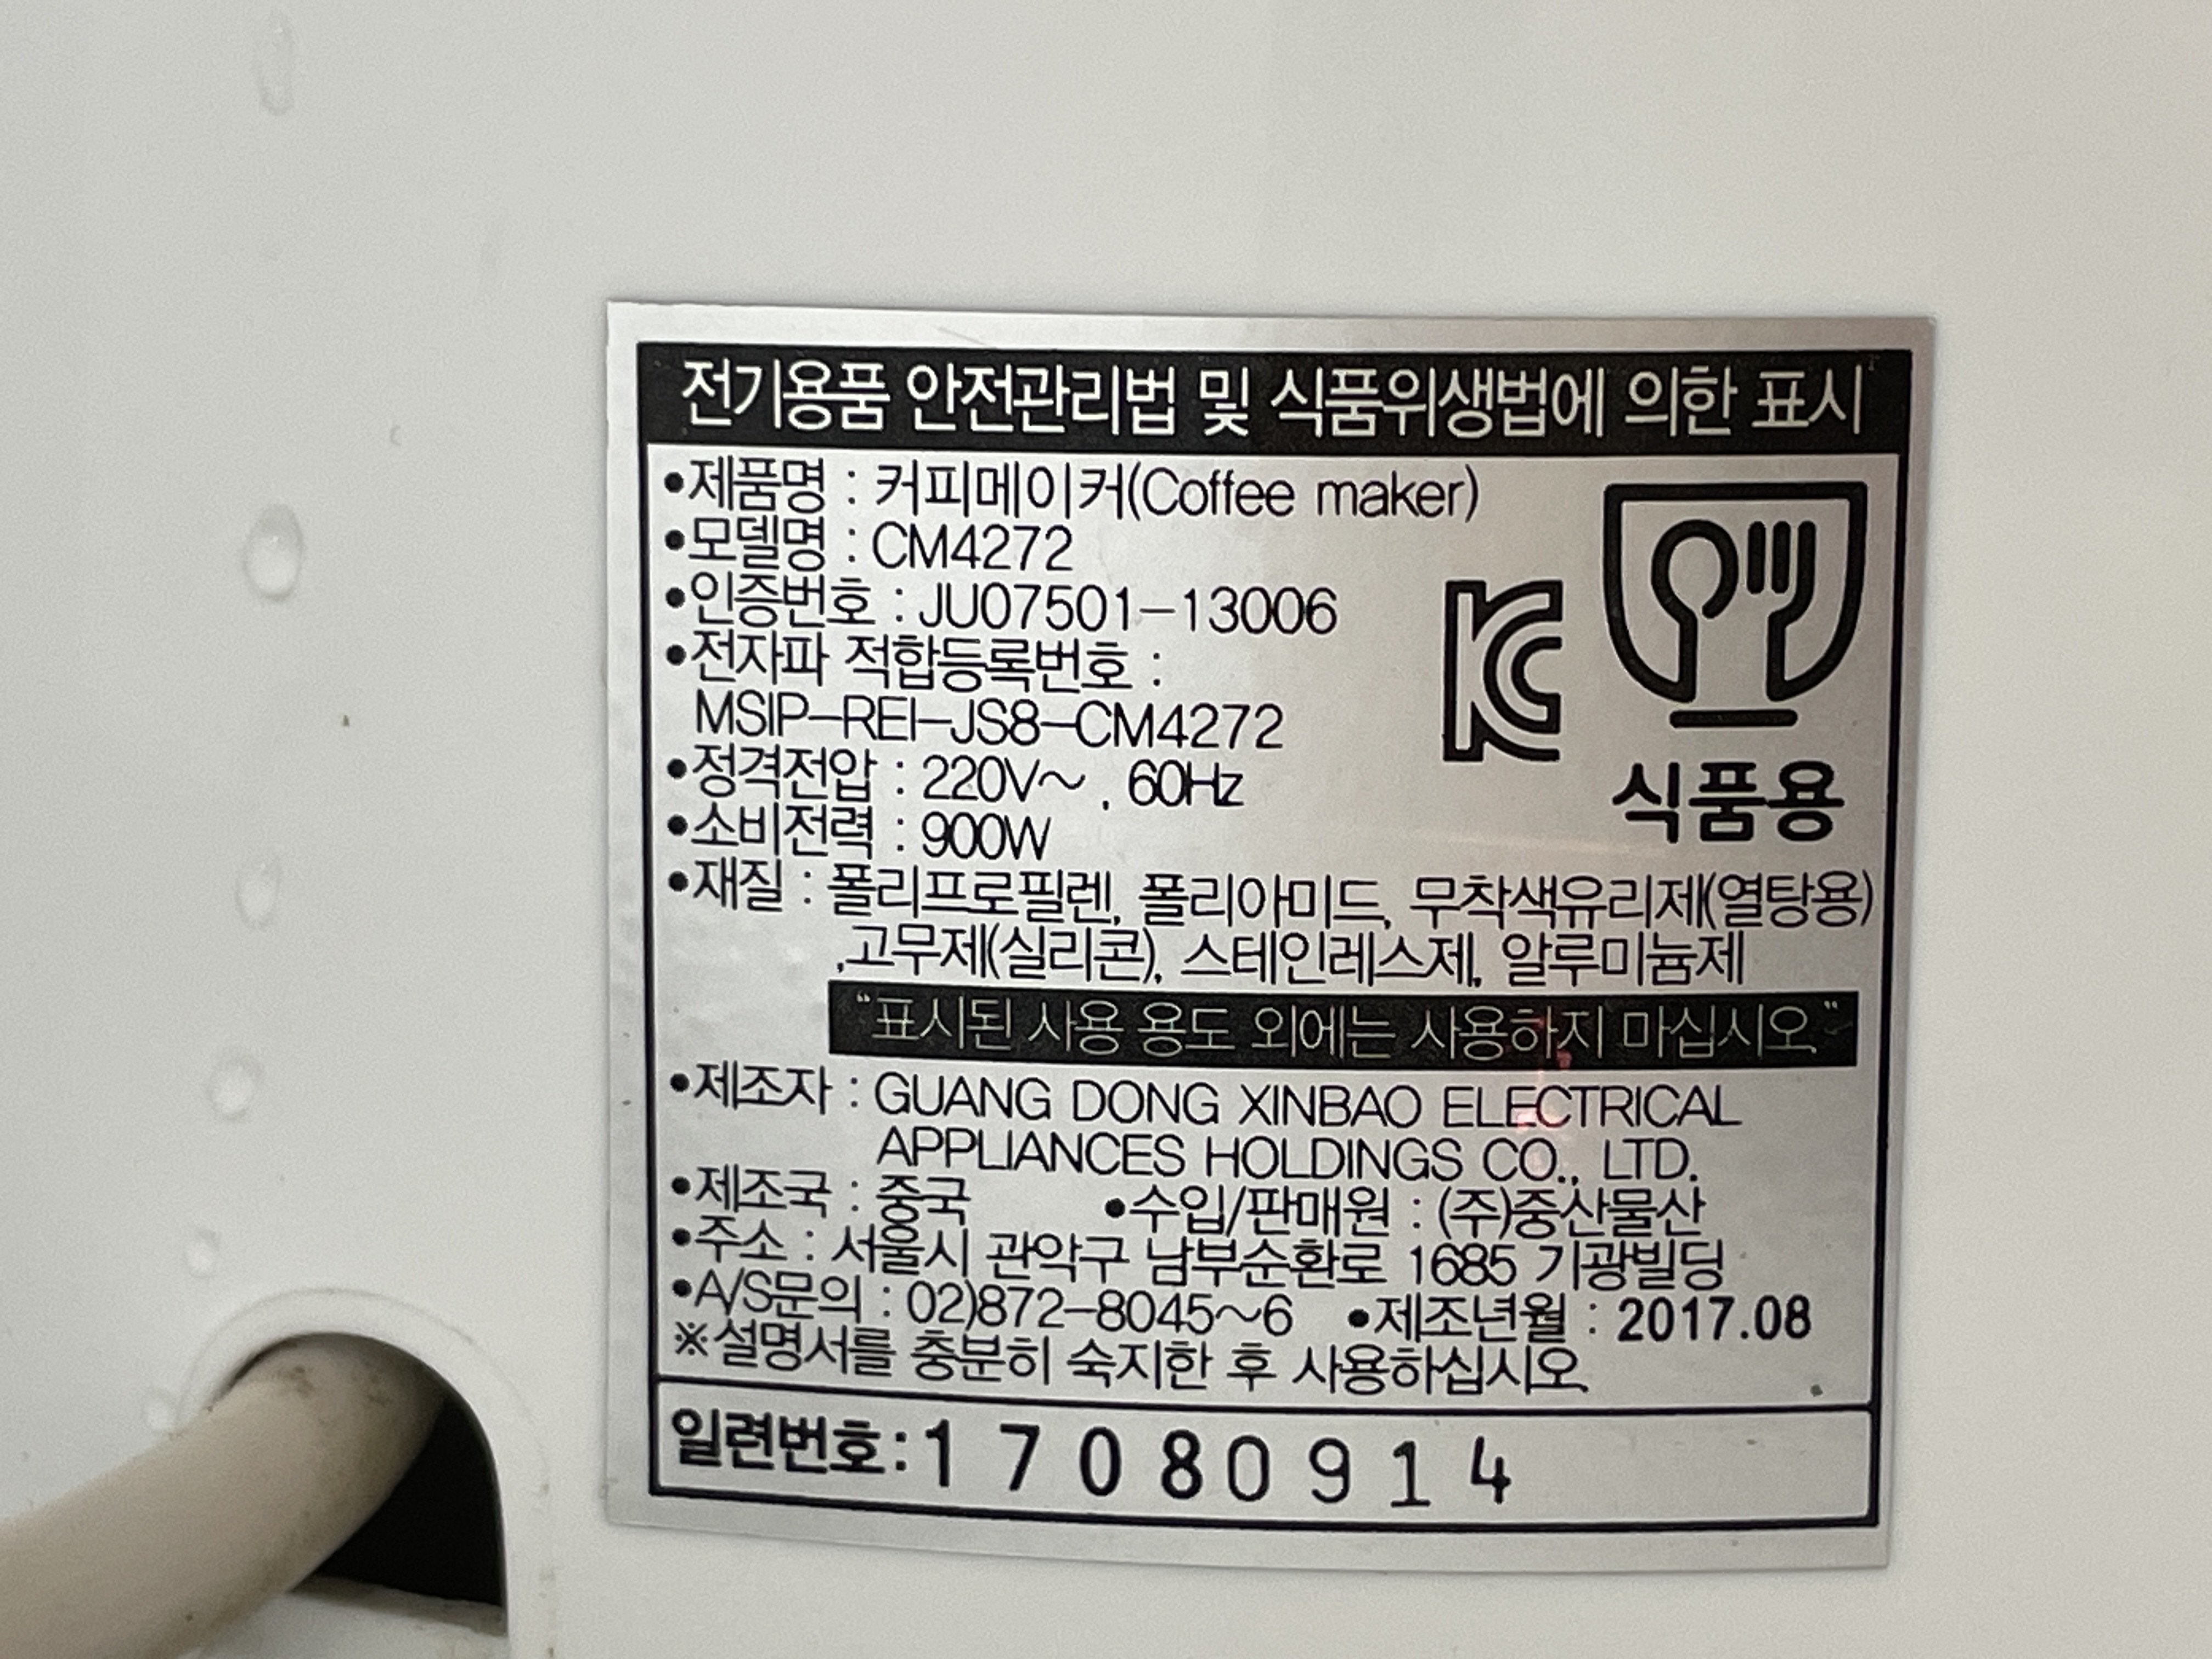 전기용품 안전관리법 및 식품위생법에 의한 표시
•제품명 : 커피메이커(Coffee maker)
•모델명 : CM4272
•인증번호 : JU07501-13006
•전자파 적합등록번호 :
MSIP-REI-JS8-CM4272
•정격전압 : 220V~ , 60Hz
•소비전력 : 900W
식품용
•재질 : 폴리프로필렌, 폴리아미드, 무착색유리제(열탕용)
,고무제(실리콘), 스테인레스제, 알루미늄제
"표시된 사용 용도 외에는 사용하지 마십시오."
•제조자 : GUANG DONG XINBAO ELECTRICAL
APPLIANCES HOLDINGS CO., LTD.
•제조국 : 중국 •수입/판매원 : (주)중산물산
•주소 : 서울시 관악구 남부순환로 1685 기광빌딩
•A/S문의 : 02)872-8045~6 •제조년월 : 2017.08
※설명서를 충분히 숙지한 후 사용하십시오.
일련번호: 1 7 0 8 0 9 1 4